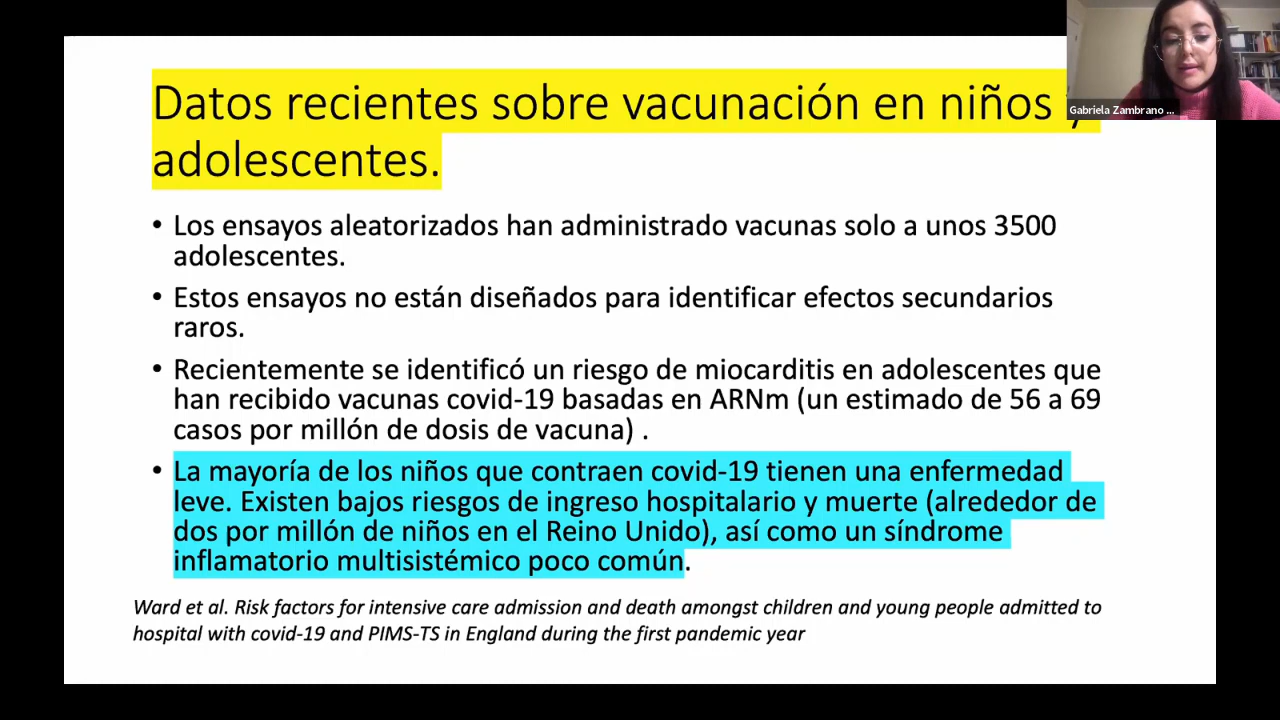 Datos recientes sobre vacunación en niños y
adolescentes.
Gabriela Zambrano ...
• Los ensayos aleatorizados han administrado vacunas solo a unos 3500
adolescentes.
• Estos ensayos no están diseñados para identificar efectos secundarios
raros.
• Recientemente se identificó un riesgo de miocarditis en adolescentes que
han recibido vacunas covid-19 basadas en ARNm (un estimado de 56 a 69
casos por millón de dosis de vacuna) .
• La mayoría de los niños que contraen covid-19 tienen una enfermedad
leve. Existen bajos riesgos de ingreso hospitalario y muerte (alrededor de
dos por millón de niños en el Reino Unido), así como un síndrome
inflamatorio multisistémico poco común.
Ward et al. Risk factors for intensive care admission and death amongst children and young people admitted to
hospital with covid-19 and PIMS-TS in England during the first pandemic year